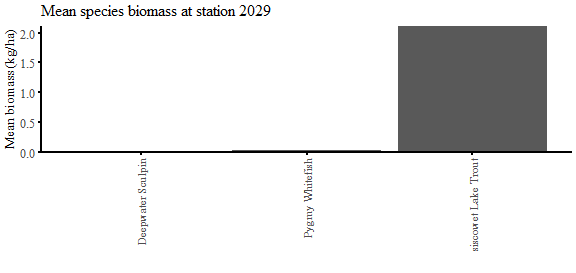 Mean species biomass at station 2029
Mean biomass (kg/ha)
2.0
1.5
1.0
0.5
0.0
Deepwater Sculpin
Pygmy Whitefish
siscowet Lake Trout